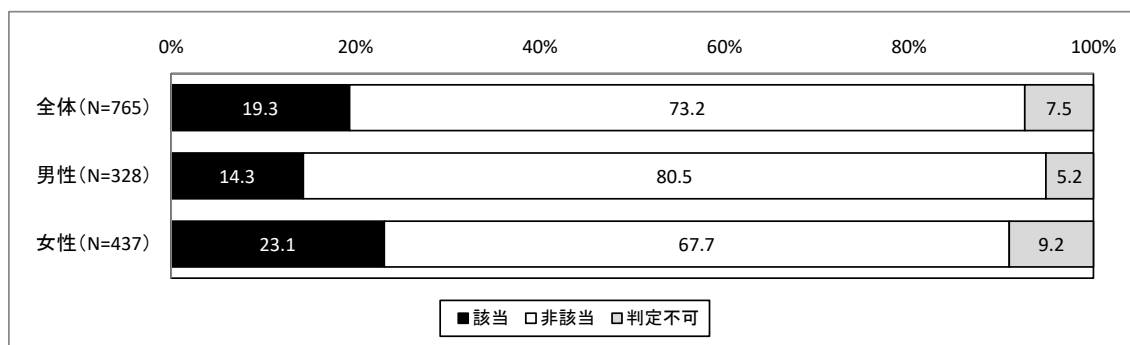 0% 20% 40% 60% 80% 100%
全体(N=765) 19.3 73.2 7.5
男性(N=328) 14.3 80.5 5.2
女性(N=437) 23.1 67.7 9.2
■該当 □非該当 □判定不可